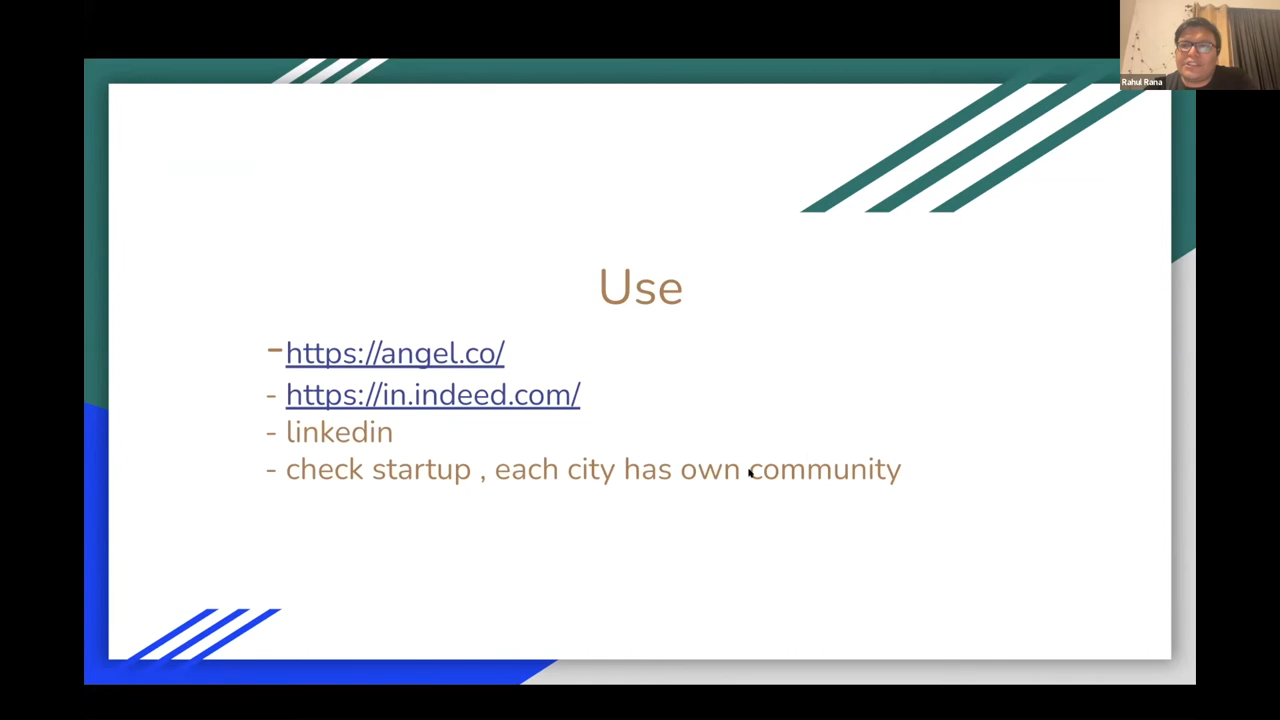 Rahul Rana
Use
-https://angel.co/
- https://in.indeed.com/
- linkedin
- check startup , each city has own community